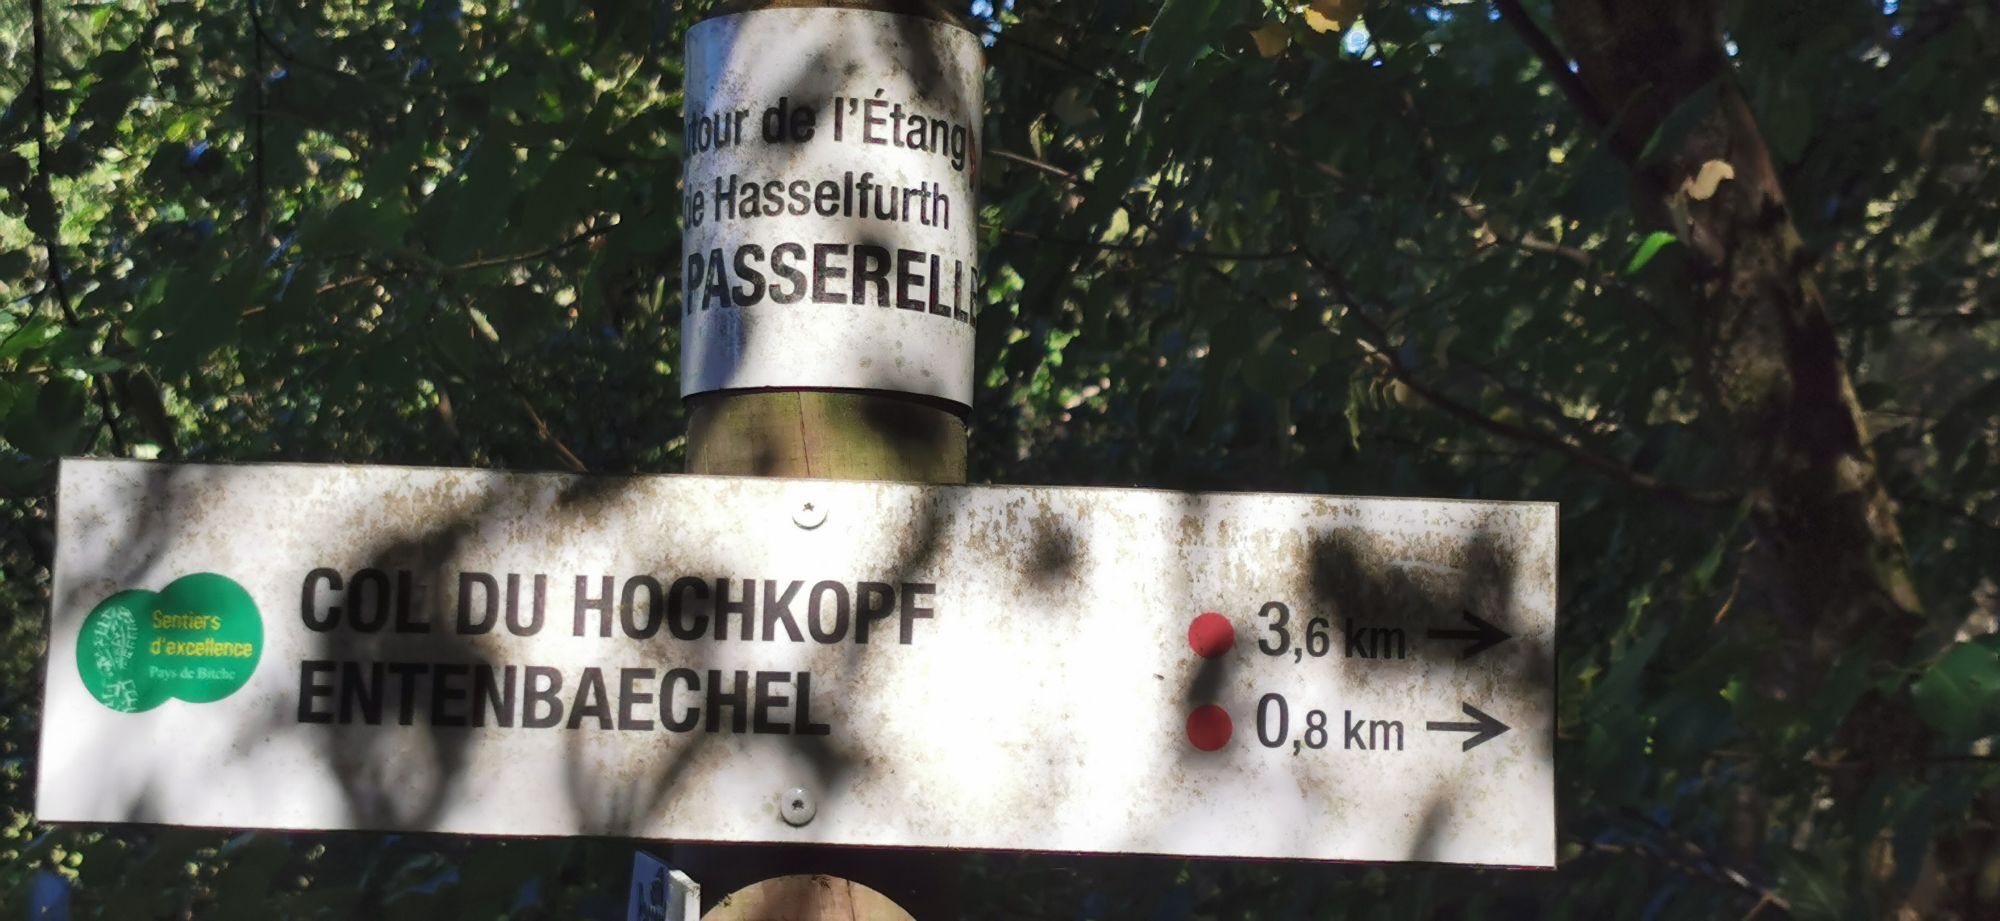 de l'Étang
de Hasselfurth
PASSERELLE
Sentiers
d'excellence
Pays de Bitche
COL DU HOCHKOPF
3,6 km →
ENTENBAECHEL
0,8 km →